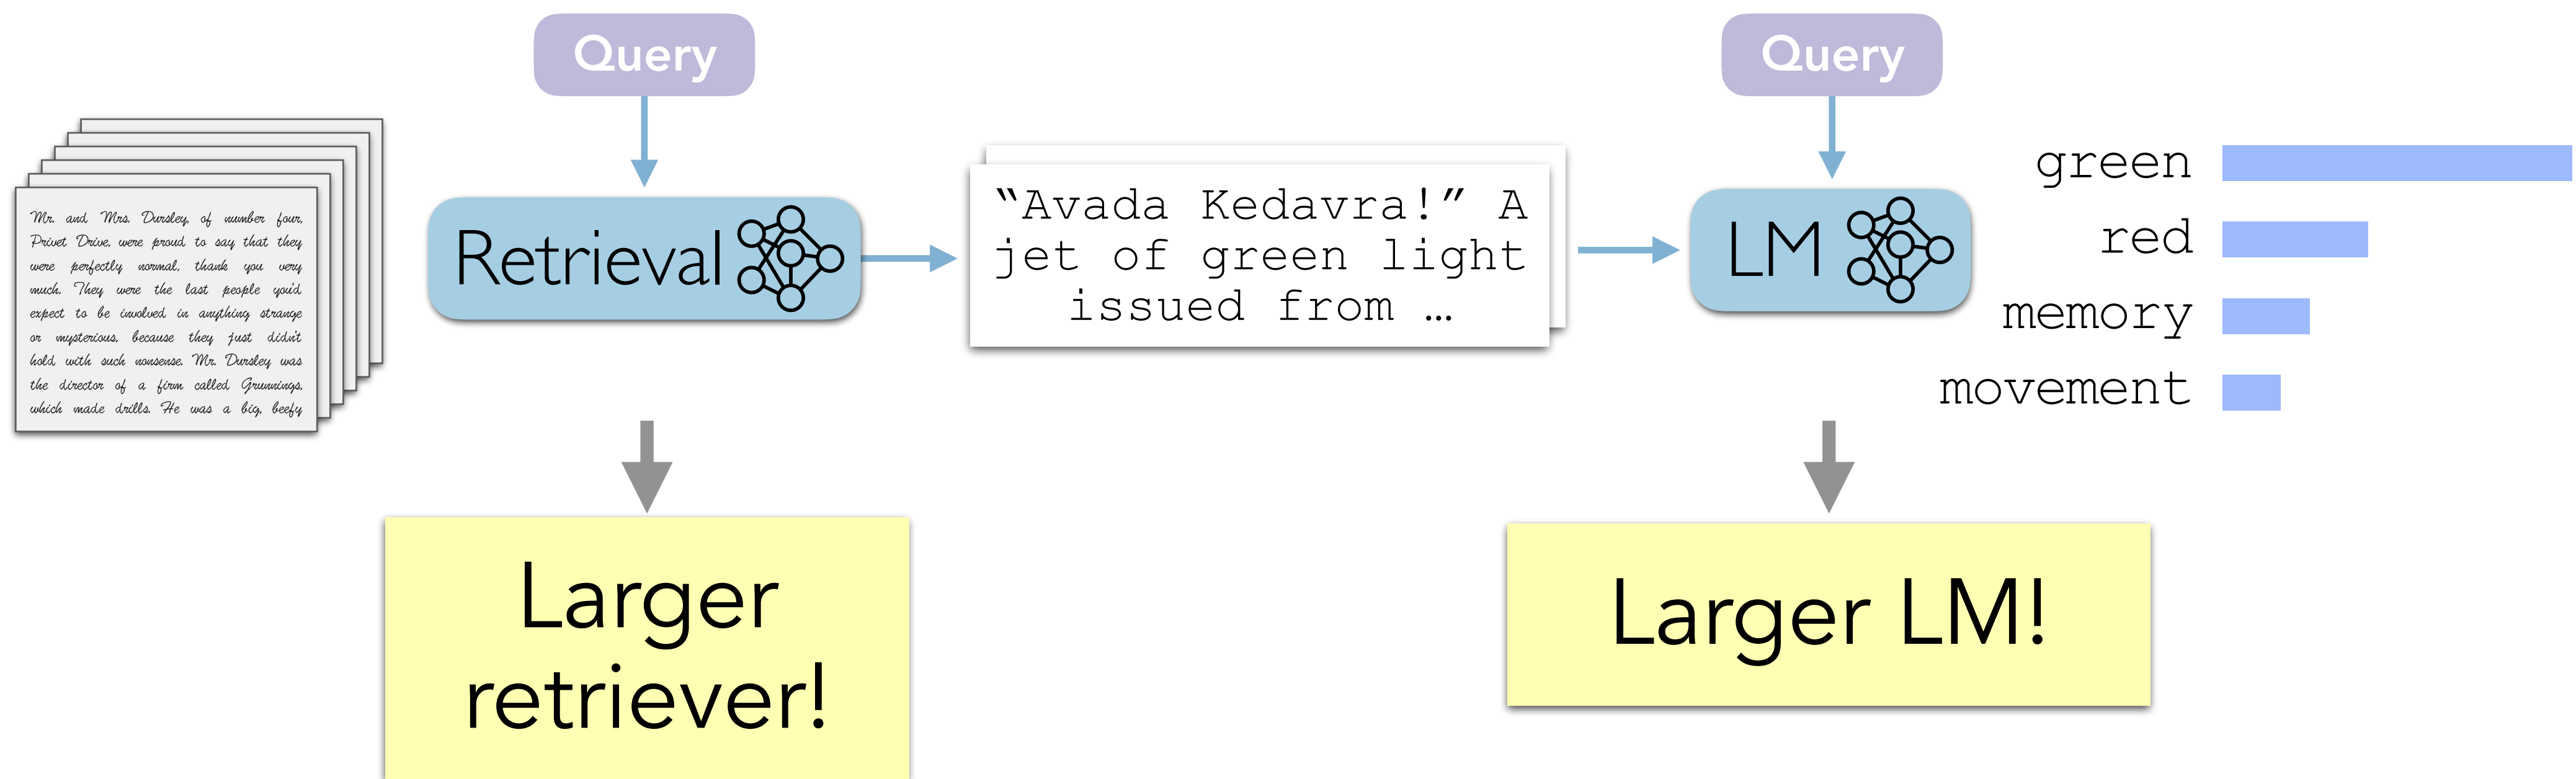 Query
Query
Mr. and Mrs. Dursley, of number four,
Privet Drive, were proud to say that they
were perfectly normal, thank you very
much. They were the last people you'd
expect to be involved in anything strange
or mysterious, because they just didn't
hold with such nonsense. Mr. Dursley was
the director of a firm called Grunnings,
which made drills. He was a big, beefy
Retrieval
“Avada Kedavra!” A
jet of green light
issued from …
LM
green
red
memory
movement
Larger
retriever!
Larger LM!